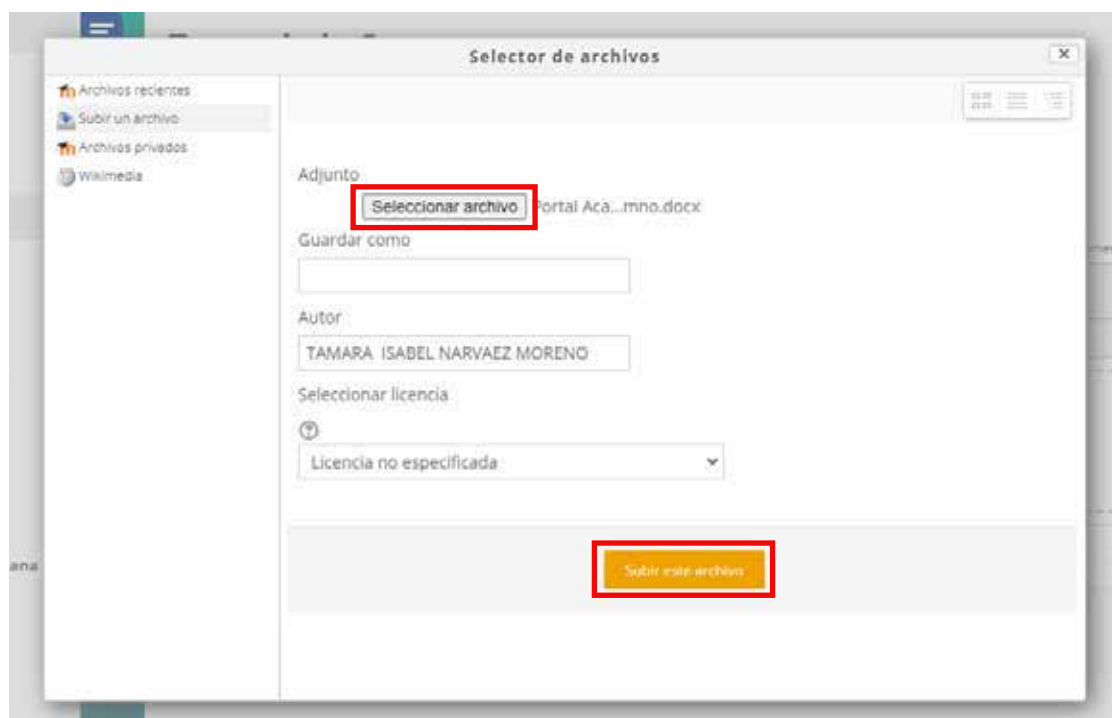 Selector de archivos
Archivos recientes
Subir un archivo
Archivos privados
Wikimedia
Adjunto
Seleccionar archivo Portal Aca...mno.docx
Guardar como
Autor
TAMARA ISABEL NARVAEZ MORENO
Seleccionar licencia
Licencia no especificada
Subir este archivo
ana